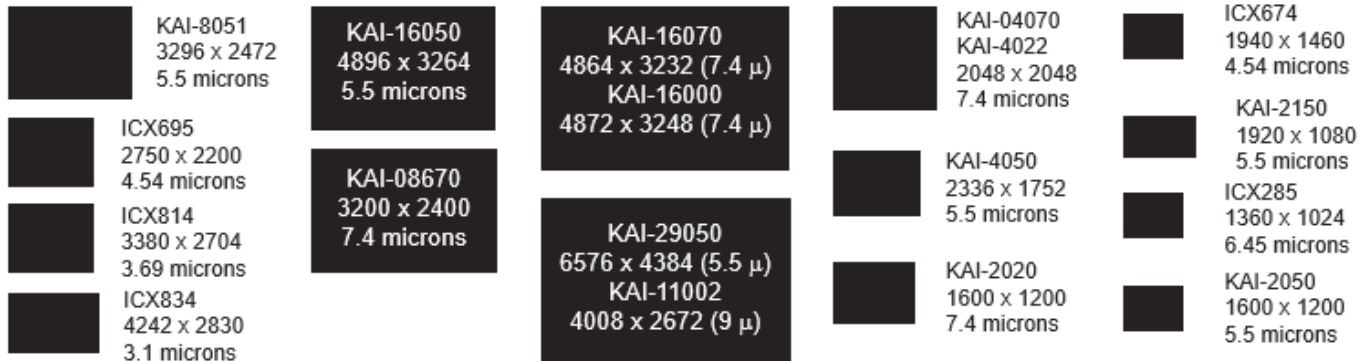 KAI-8051
3296 x 2472
5.5 microns
ICX695
2750 x 2200
4.54 microns
ICX814
3380 x 2704
3.69 microns
ICX834
4242 x 2830
3.1 microns
KAI-16050
4896 x 3264
5.5 microns
KAI-08670
3200 x 2400
7.4 microns
KAI-16070
4864 x 3232 (7.4 μ)
KAI-16000
4872 x 3248 (7.4 μ)
KAI-29050
6576 x 4384 (5.5 μ)
KAI-11002
4008 x 2672 (9 μ)
KAI-04070
KAI-4022
2048 x 2048
7.4 microns
KAI-4050
2336 x 1752
5.5 microns
KAI-2020
1600 x 1200
7.4 microns
ICX674
1940 x 1460
4.54 microns
KAI-2150
1920 x 1080
5.5 microns
ICX285
1360 x 1024
6.45 microns
KAI-2050
1600 x 1200
5.5 microns